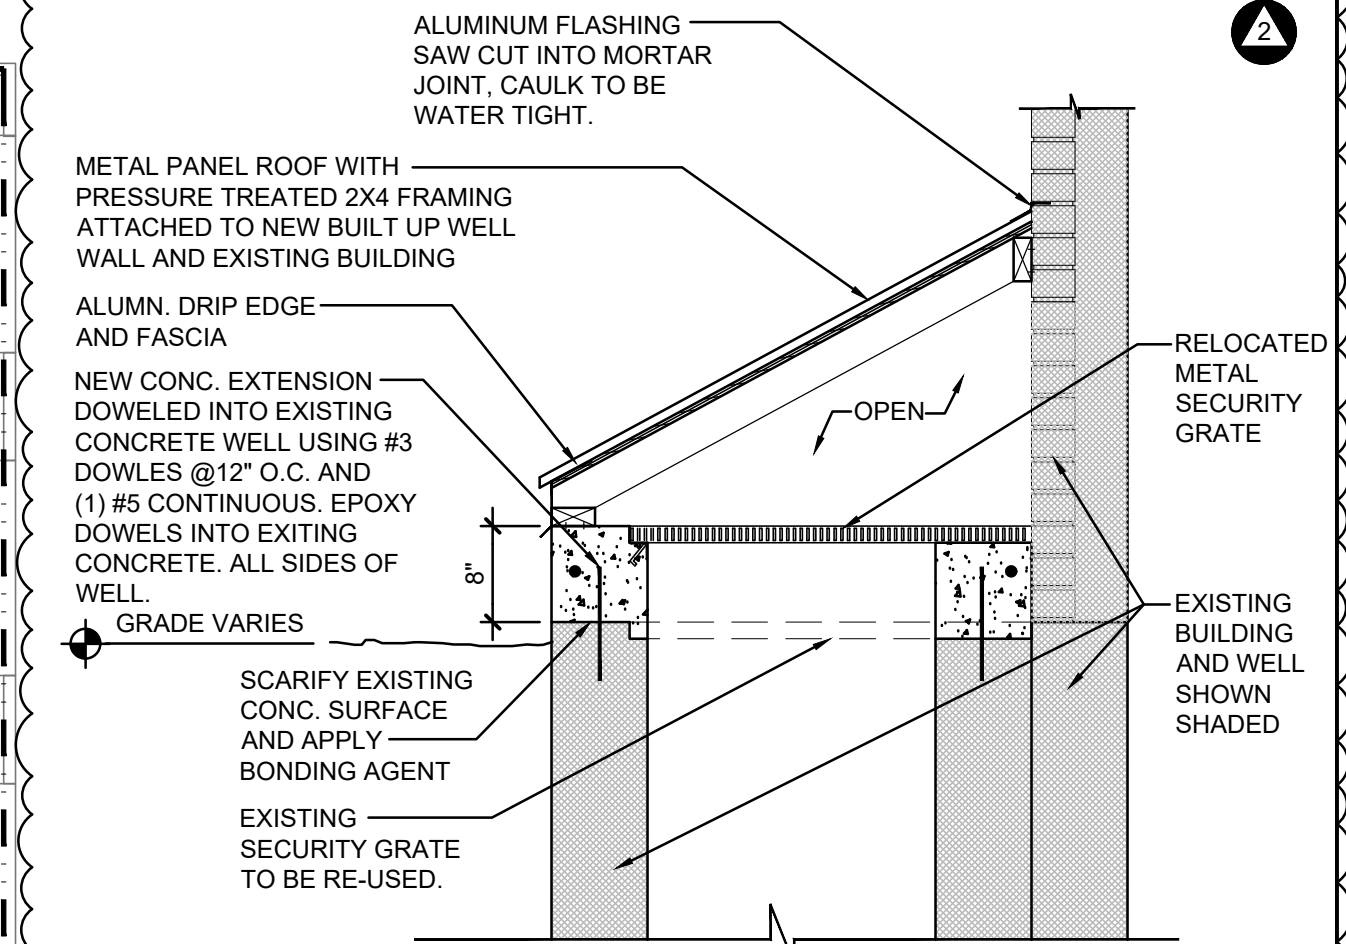 ALUMINUM FLASHING
SAW CUT INTO MORTAR
JOINT, CAULK TO BE
WATER TIGHT.
2
METAL PANEL ROOF WITH
PRESSURE TREATED 2X4 FRAMING
ATTACHED TO NEW BUILT UP WELL
WALL AND EXISTING BUILDING
ALUMN. DRIP EDGE
AND FASCIA
NEW CONC. EXTENSION
DOWELED INTO EXISTING
CONCRETE WELL USING #3
DOWLES @12" O.C. AND
(1) #5 CONTINUOUS. EPOXY
DOWELS INTO EXITING
CONCRETE. ALL SIDES OF
WELL.
GRADE VARIES
8"
OPEN
RELOCATED
METAL
SECURITY
GRATE
SCARIFY EXISTING
CONC. SURFACE
AND APPLY
BONDING AGENT
EXISTING
SECURITY GRATE
TO BE RE-USED.
EXISTING
BUILDING
AND WELL
SHOWN
SHADED